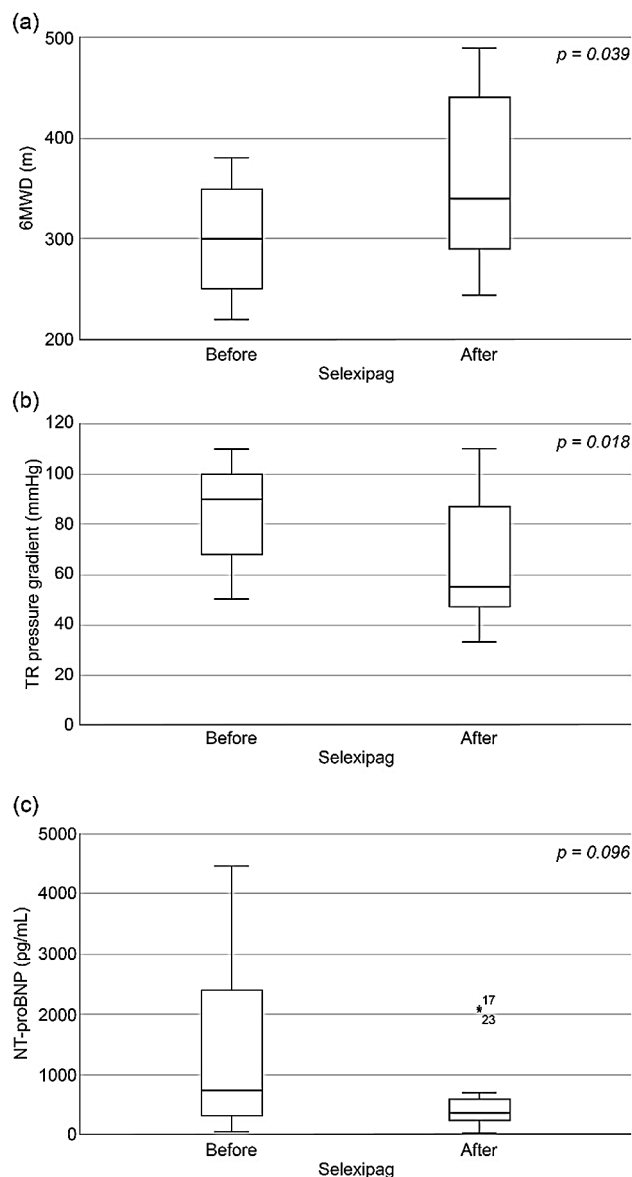 (a)
500
p = 0.039
400
300
200
6MWD (m)
Before
After
Selexipag
(b)
120
p = 0.018
100
80
60
40
20
0
TR pressure gradient (mmHg)
Before
After
Selexipag
(c)
5000
p = 0.096
4000
3000
2000
17
23
1000
0
NT-proBNP (pg/mL)
Before
After
Selexipag